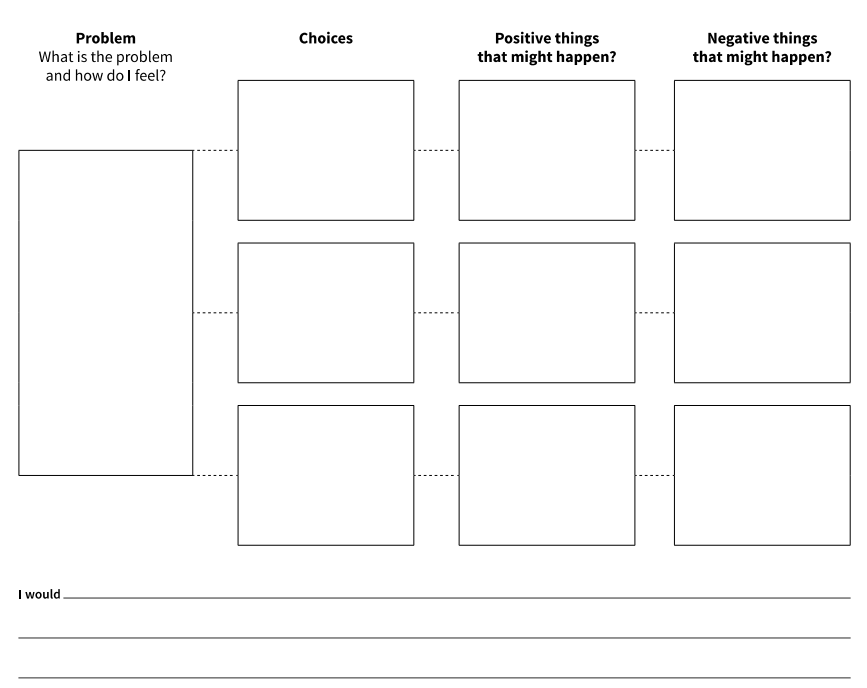 Problem
What is the problem
and how do I feel?
Choices
Positive things
that might happen?
Negative things
that might happen?
I would